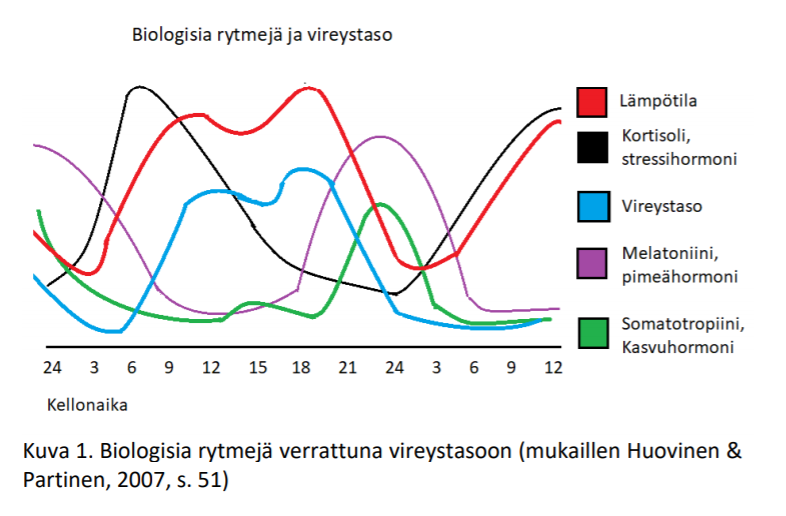 Biologisia rytmejä ja vireystaso
Lämpötila
Kortisoli,
stressihormoni
Vireystaso
Melatoniini,
pimeähormoni
Somatotropiini,
Kasvuhormoni
24 3 6 9 12 15 18 21 24 3 6 9 12
Kellonaika
Kuva 1. Biologisia rytmejä verrattuna vireystasoon (mukaillen Huovinen &
Partinen, 2007, s. 51)